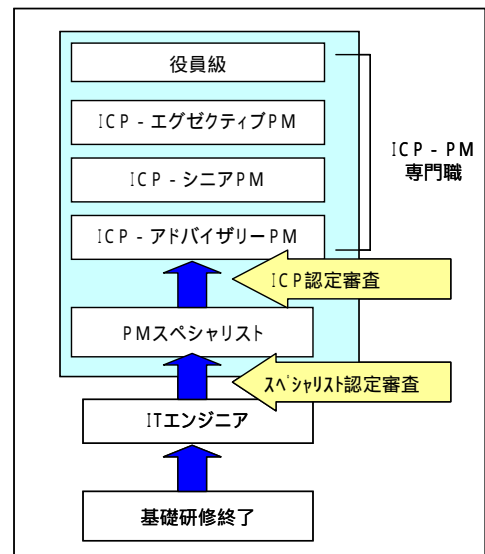 役員級
ICP - エグゼクティブPM
ICP - シニアPM
ICP - アドバイザリーPM
ICP - PM
専門職
ICP認定審査
PMスペシャリスト
スペシャリスト認定審査
ITエンジニア
基礎研修終了